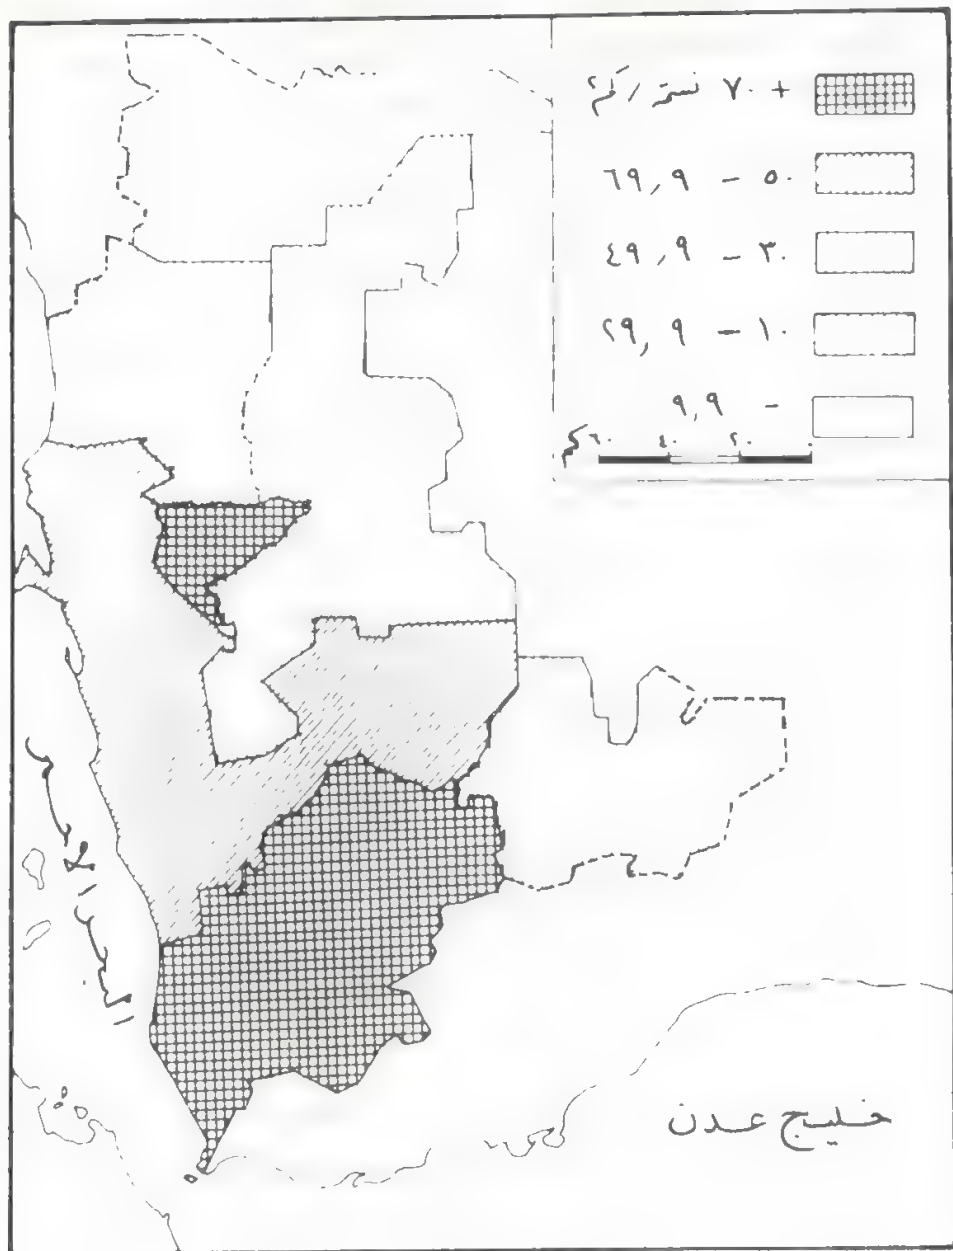 + ٧٠ نسمة / كم٢
٥٠ - ٦٩,٩
٣٠ - ٤٩,٩
١٠ - ٢٩,٩
- ٩,٩
٠ ٢٠ ٤٠ ٦٠ كم
البحر الأحمر
خليج عدن